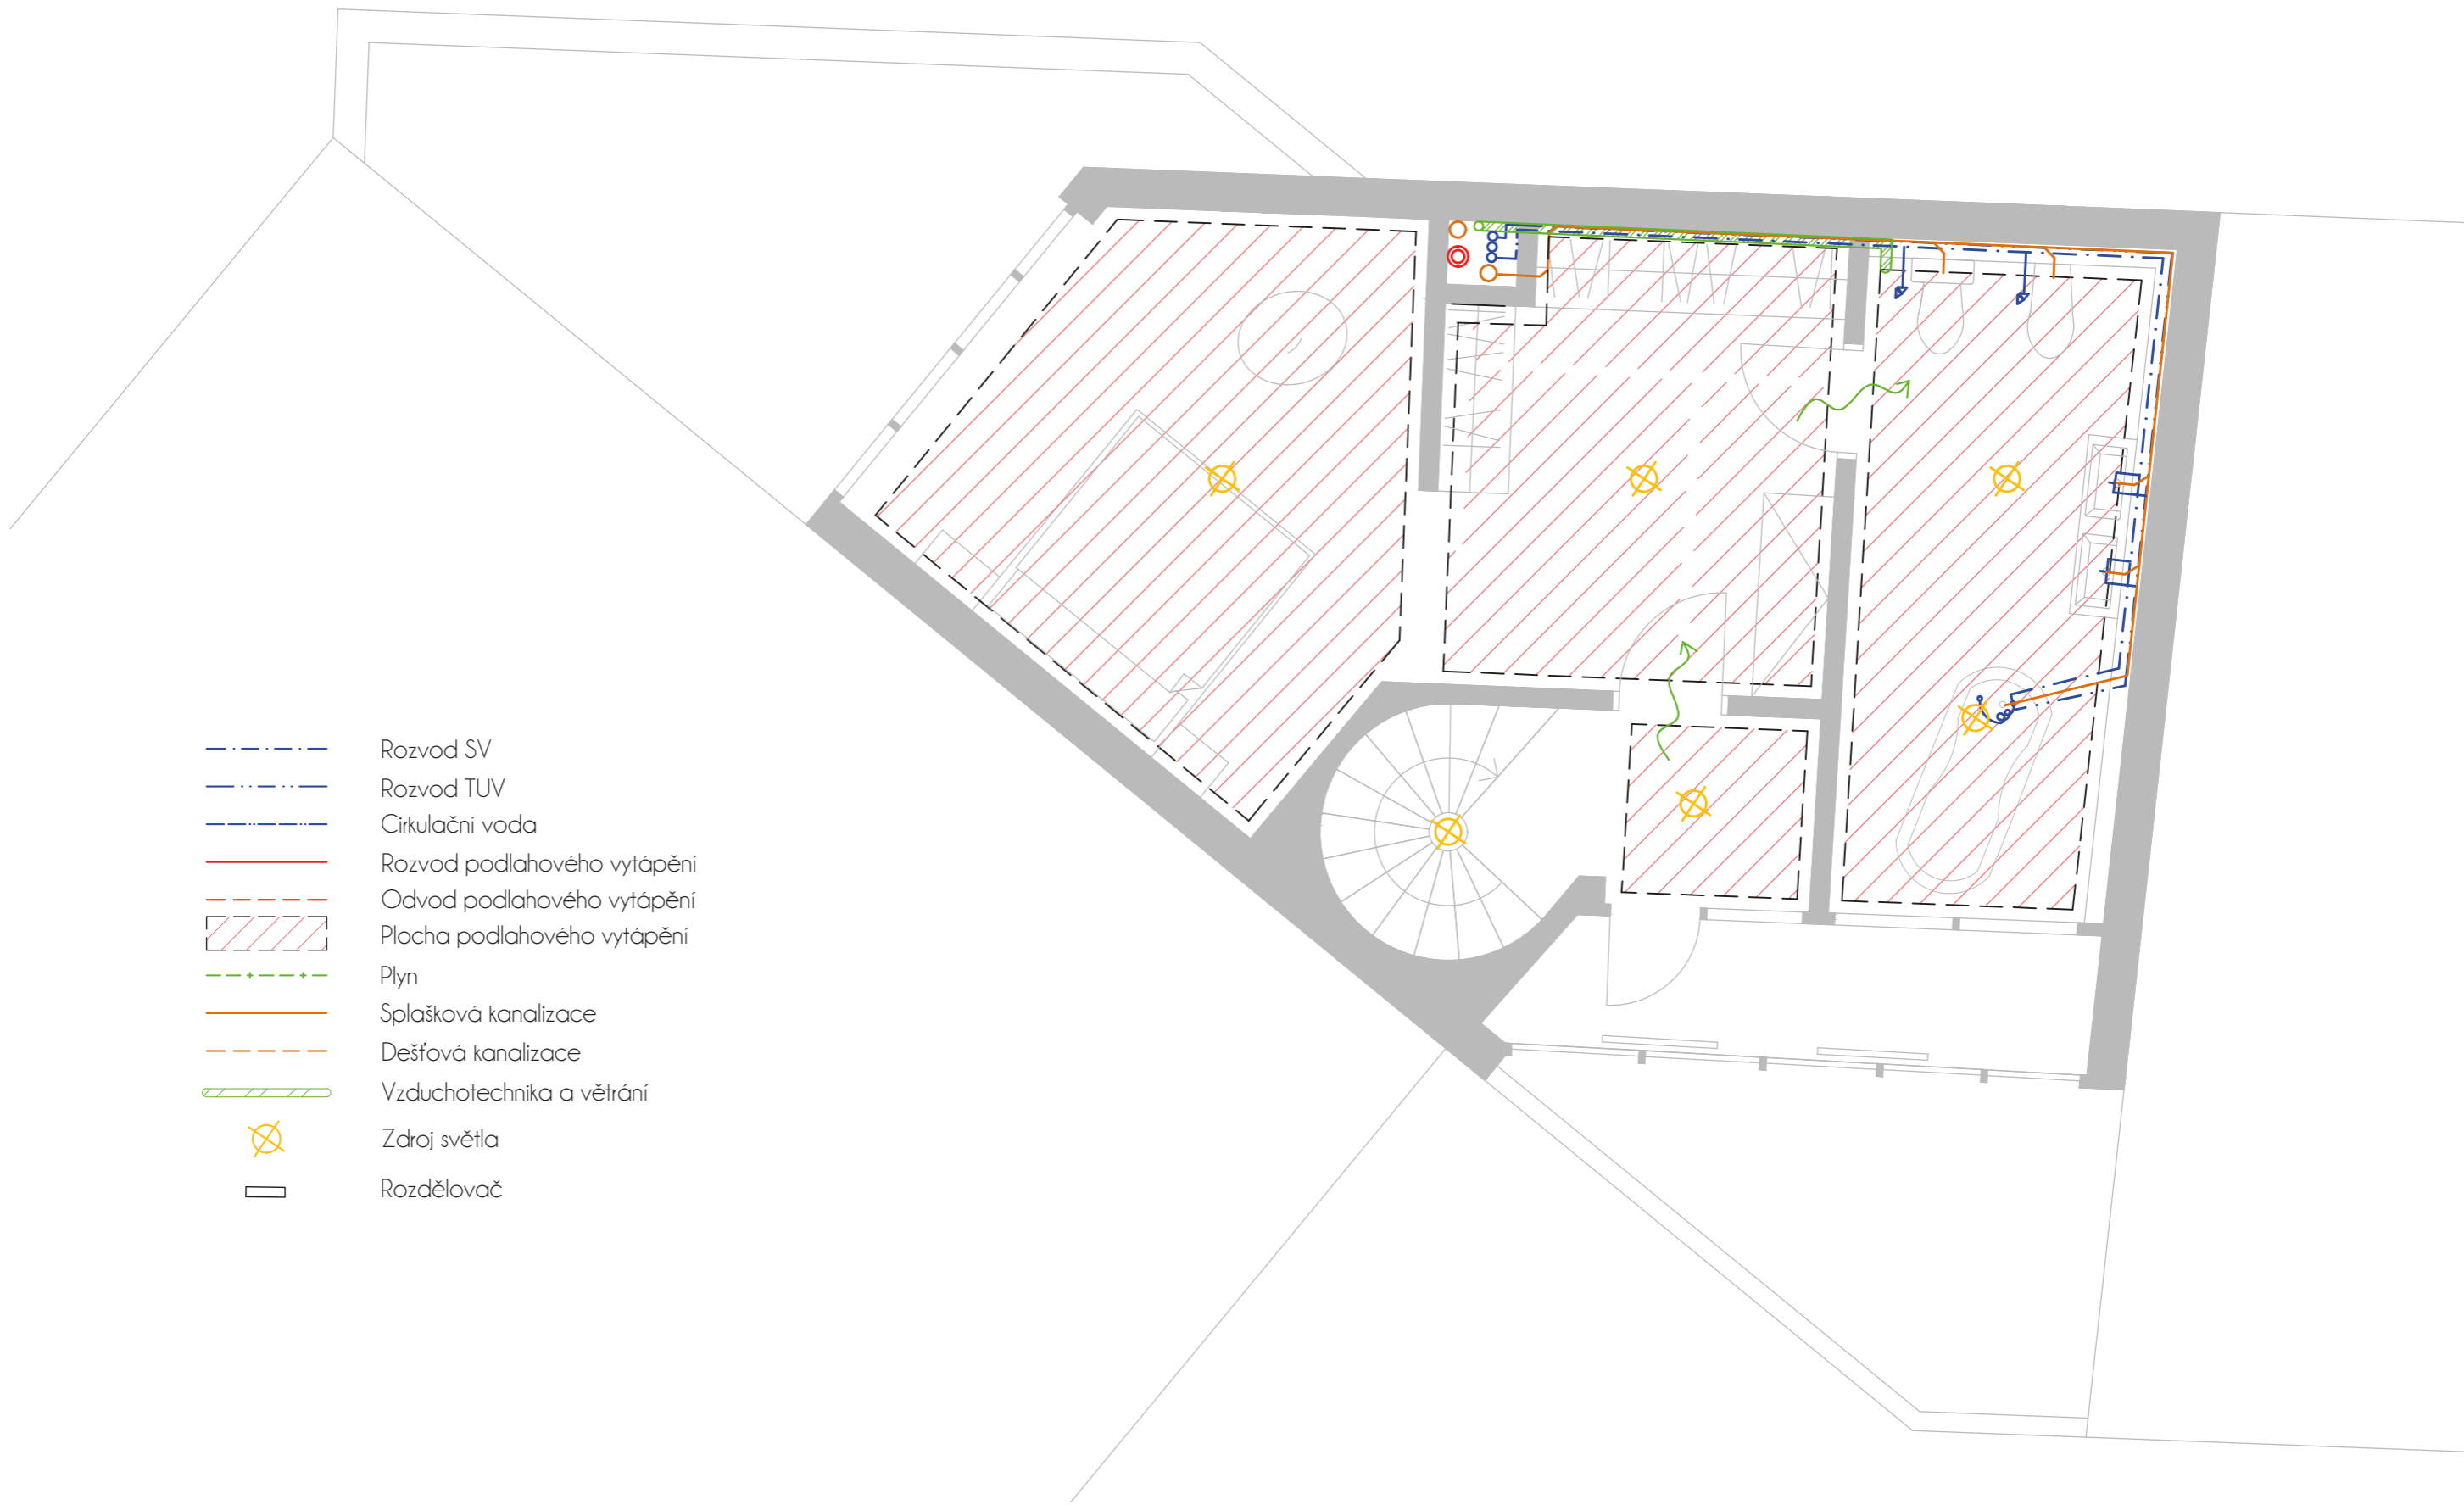 Rozvod SV
Rozvod TUV
Cirkulační voda
Rozvod podlahového vytápění
Odvod podlahového vytápění
Plocha podlahového vytápění
Plyn
Splašková kanalizace
Dešťová kanalizace
Vzduchotechnika a větrání
Zdroj světla
Rozdělovač